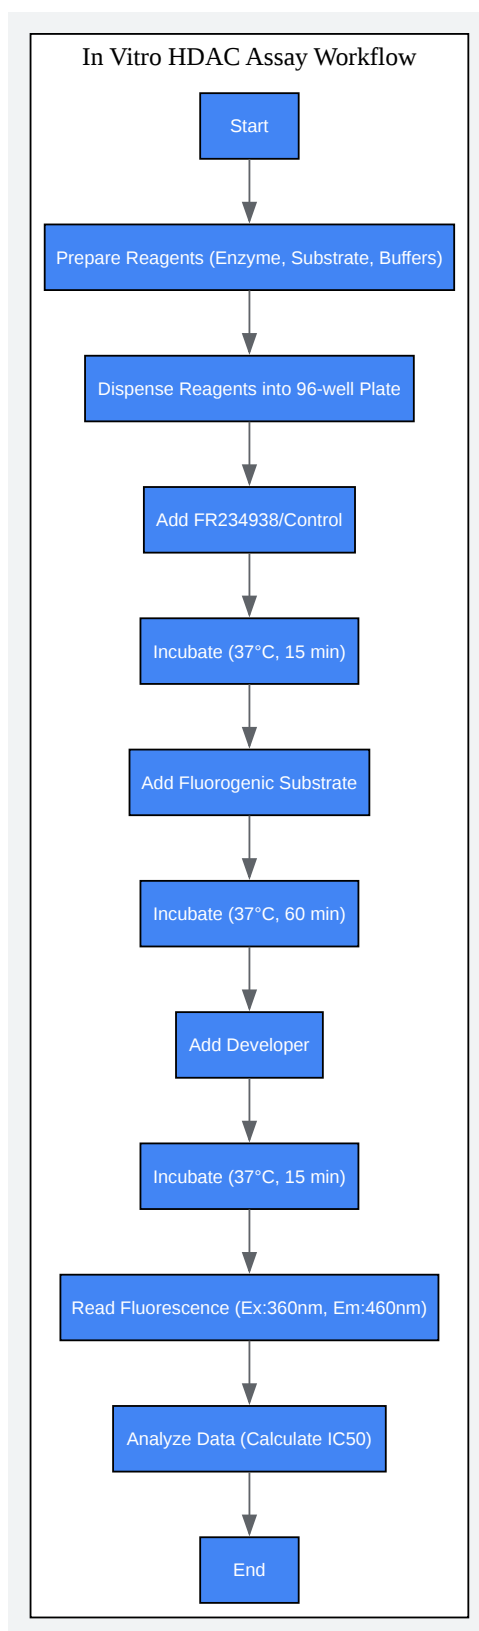 In Vitro HDAC Assay Workflow
Start
Prepare Reagents (Enzyme, Substrate, Buffers)
Dispense Reagents into 96-well Plate
Add FR234938/Control
Incubate (37°C, 15 min)
Add Fluorogenic Substrate
Incubate (37°C, 60 min)
Add Developer
Incubate (37°C, 15 min)
Read Fluorescence (Ex:360nm, Em:460nm)
Analyze Data (Calculate IC50)
End